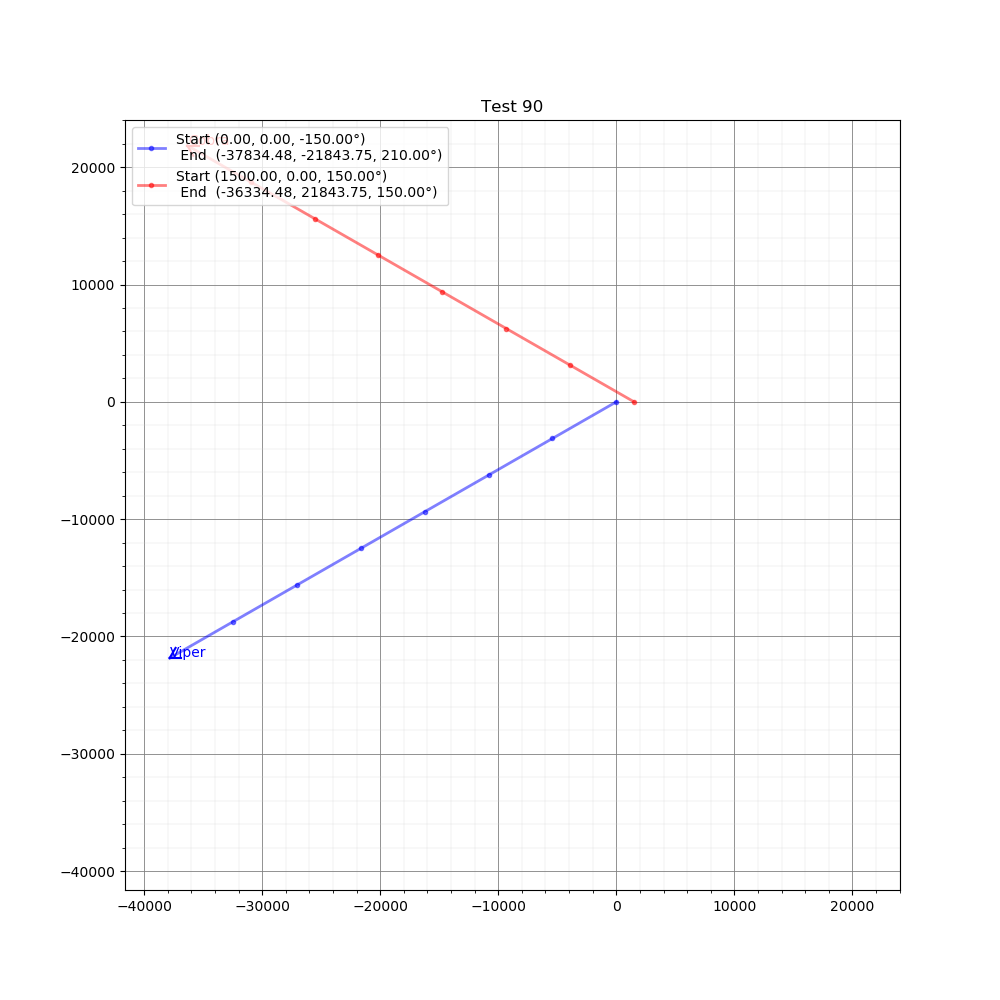 Test 90
Start (0.00, 0.00, -150.00°)
End (-37834.48, -21843.75, 210.00°)
Start (1500.00, 0.00, 150.00°)
End (-36334.48, 21843.75, 150.00°)
20000
10000
0
−10000
−20000
−30000
−40000
Viper
−40000 −30000 −20000 −10000 0 10000 20000